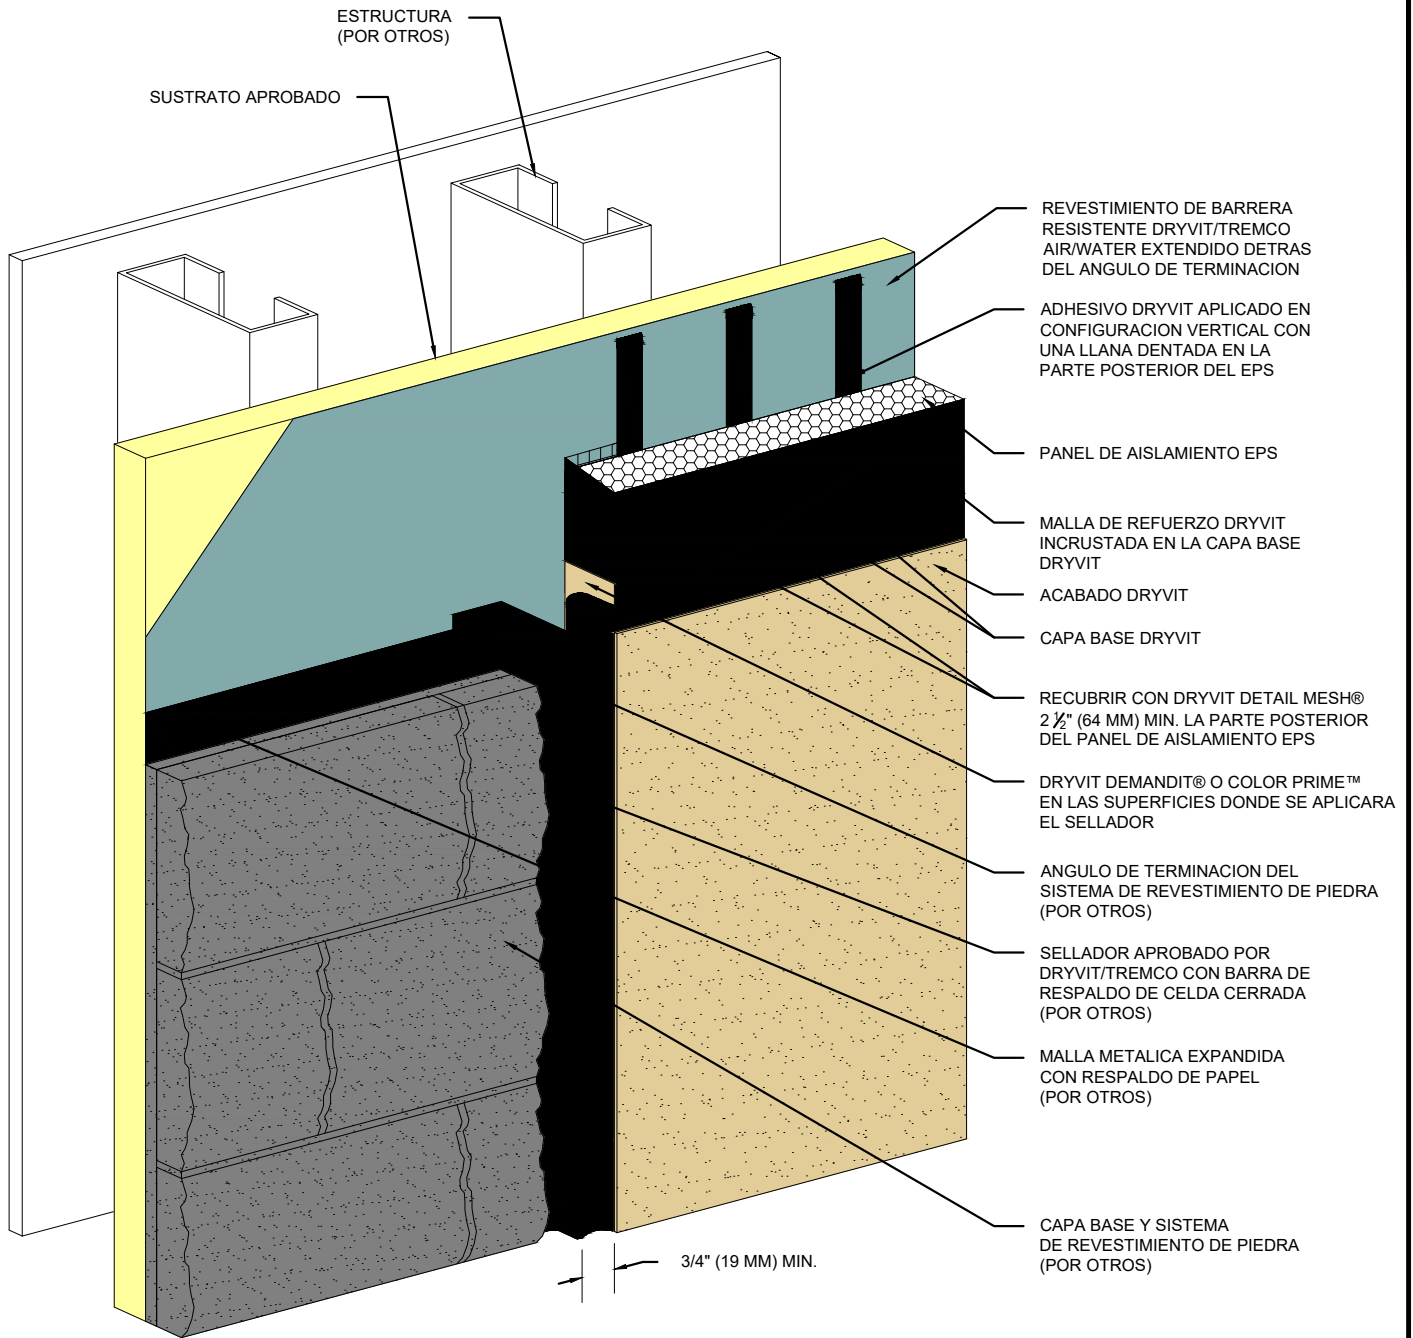 ESTRUCTURA
(POR OTROS)
SUSTRATO APROBADO
REVESTIMIENTO DE BARRERA
RESISTENTE DRYVIT/TREMCO
AIR/WATER EXTENDIDO DETRAS
DEL ANGULO DE TERMINACION
ADHESIVO DRYVIT APLICADO EN
CONFIGURACION VERTICAL CON
UNA LLANA DENTADA EN LA
PARTE POSTERIOR DEL EPS
PANEL DE AISLAMIENTO EPS
MALLA DE REFUERZO DRYVIT
INCRUSTADA EN LA CAPA BASE
DRYVIT
ACABADO DRYVIT
CAPA BASE DRYVIT
RECUBRIR CON DRYVIT DETAIL MESH®
2 ½" (64 MM) MIN. LA PARTE POSTERIOR
DEL PANEL DE AISLAMIENTO EPS
DRYVIT DEMANDIT® O COLOR PRIME™
EN LAS SUPERFICIES DONDE SE APLICARA
EL SELLADOR
ANGULO DE TERMINACION DEL
SISTEMA DE REVESTIMIENTO DE PIEDRA
(POR OTROS)
SELLADOR APROBADO POR
DRYVIT/TREMCO CON BARRA DE
RESPALDO DE CELDA CERRADA
(POR OTROS)
MALLA METALICA EXPANDIDA
CON RESPALDO DE PAPEL
(POR OTROS)
CAPA BASE Y SISTEMA
DE REVESTIMIENTO DE PIEDRA
(POR OTROS)
3/4" (19 MM) MIN.